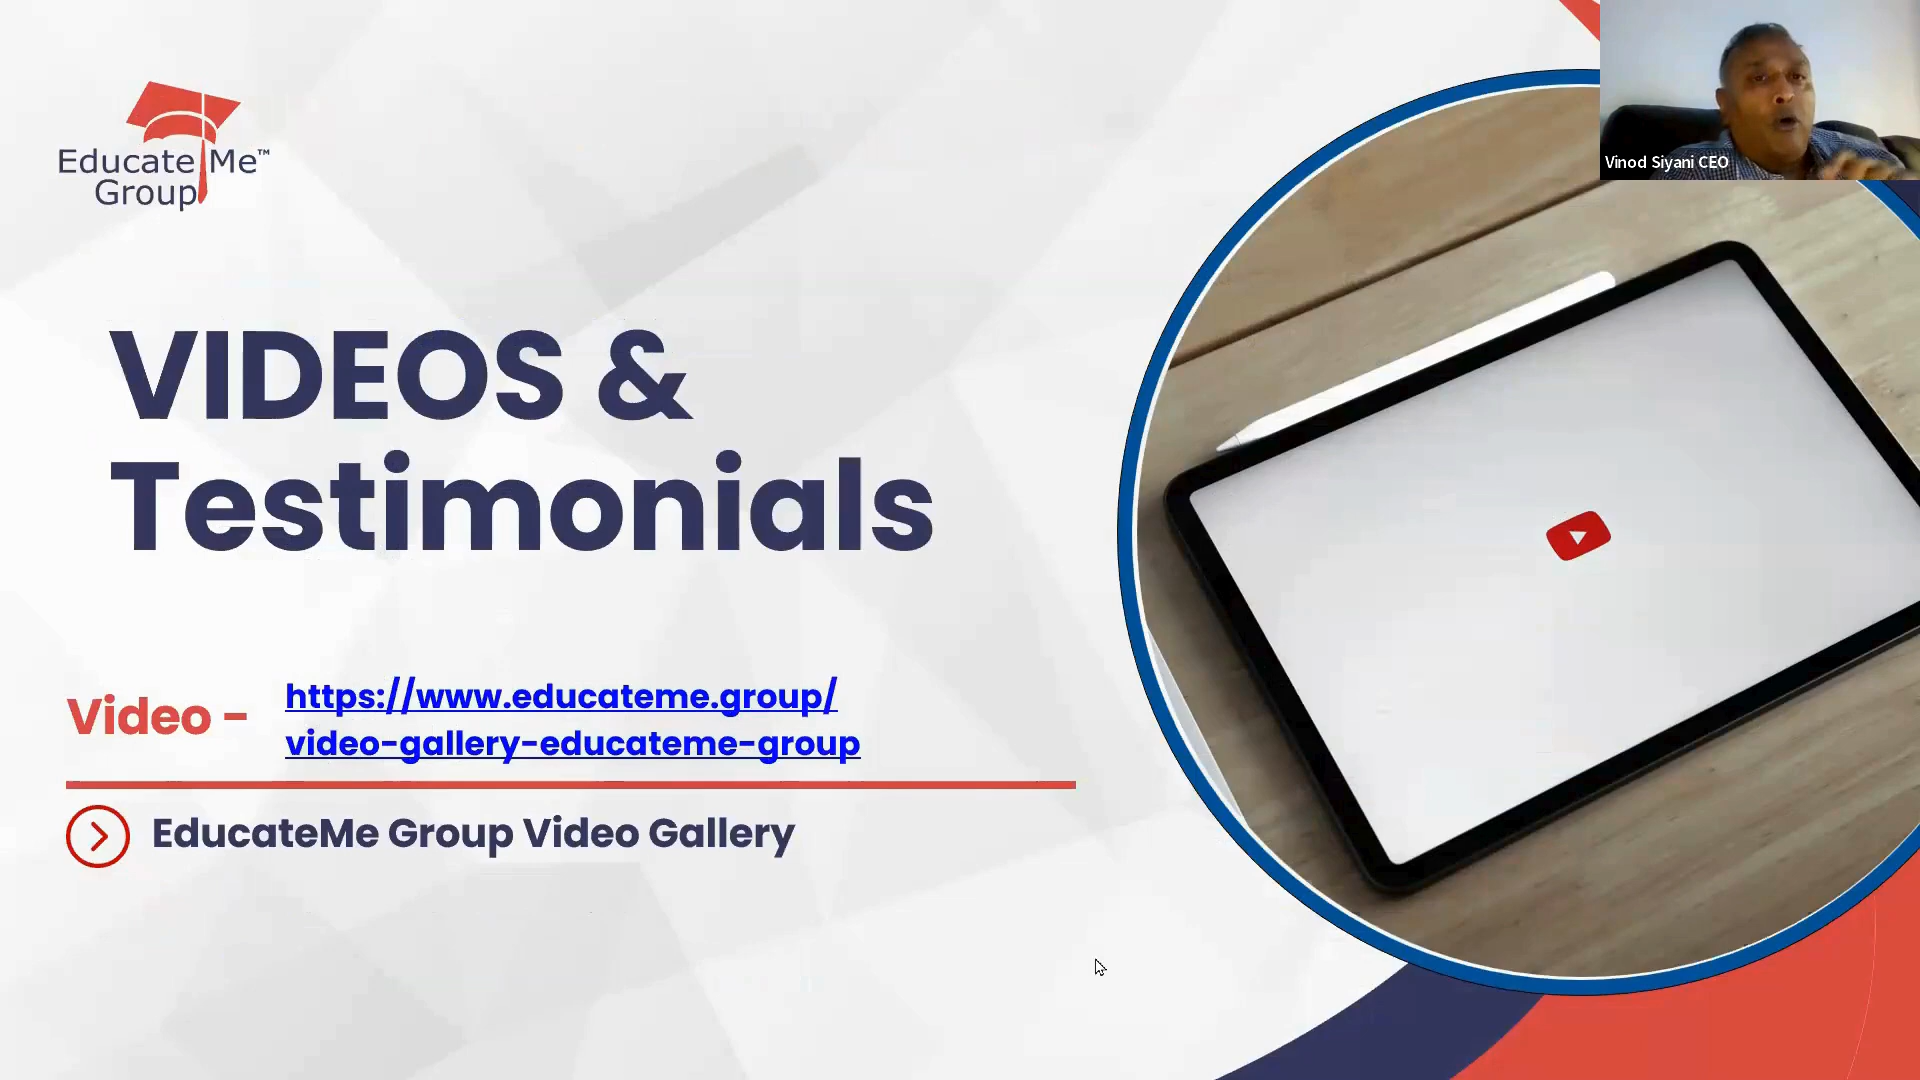 Educate Me™
Group
Vinod Siyani CEO
VIDEOS &
Testimonials
Video -
https://www.educateme.group/
video-gallery-educateme-group
EducateMe Group Video Gallery